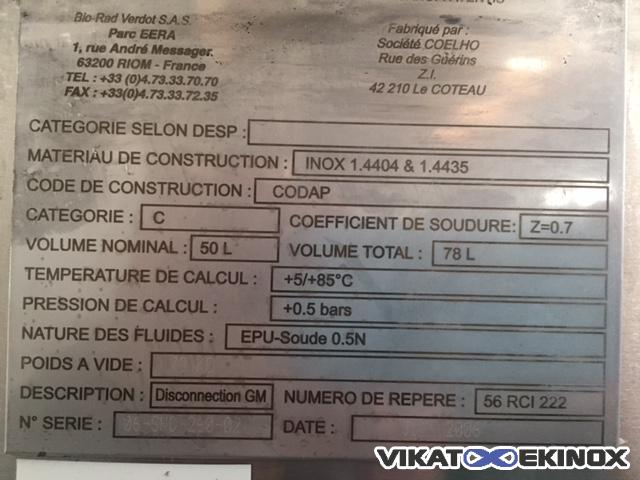 Bio-Rad Verdot S.A.S.
Parc EERA
1, rue André Messager
63200 RIOM - France
TEL : +33 (0)4.73.33.70.70
FAX : +33(0)4.73.33.72.35
Fabriqué par :
Société COELHO
Rue des Guérins
Z.I.
42 210 Le COTEAU
CATEGORIE SELON DESP :
MATERIAU DE CONSTRUCTION : INOX 1.4404 & 1.4435
CODE DE CONSTRUCTION : CODAP
CATEGORIE : C COEFFICIENT DE SOUDURE: Z=0.7
VOLUME NOMINAL : 50 L VOLUME TOTAL : 78 L
TEMPERATURE DE CALCUL : +5/+85°C
PRESSION DE CALCUL : +0.5 bars
NATURE DES FLUIDES : EPU-Soude 0.5N
POIDS A VIDE :
DESCRIPTION : Disconnection GM NUMERO DE REPERE : 56 RCI 222
N° SERIE : DATE :
VIKATOEKINOX